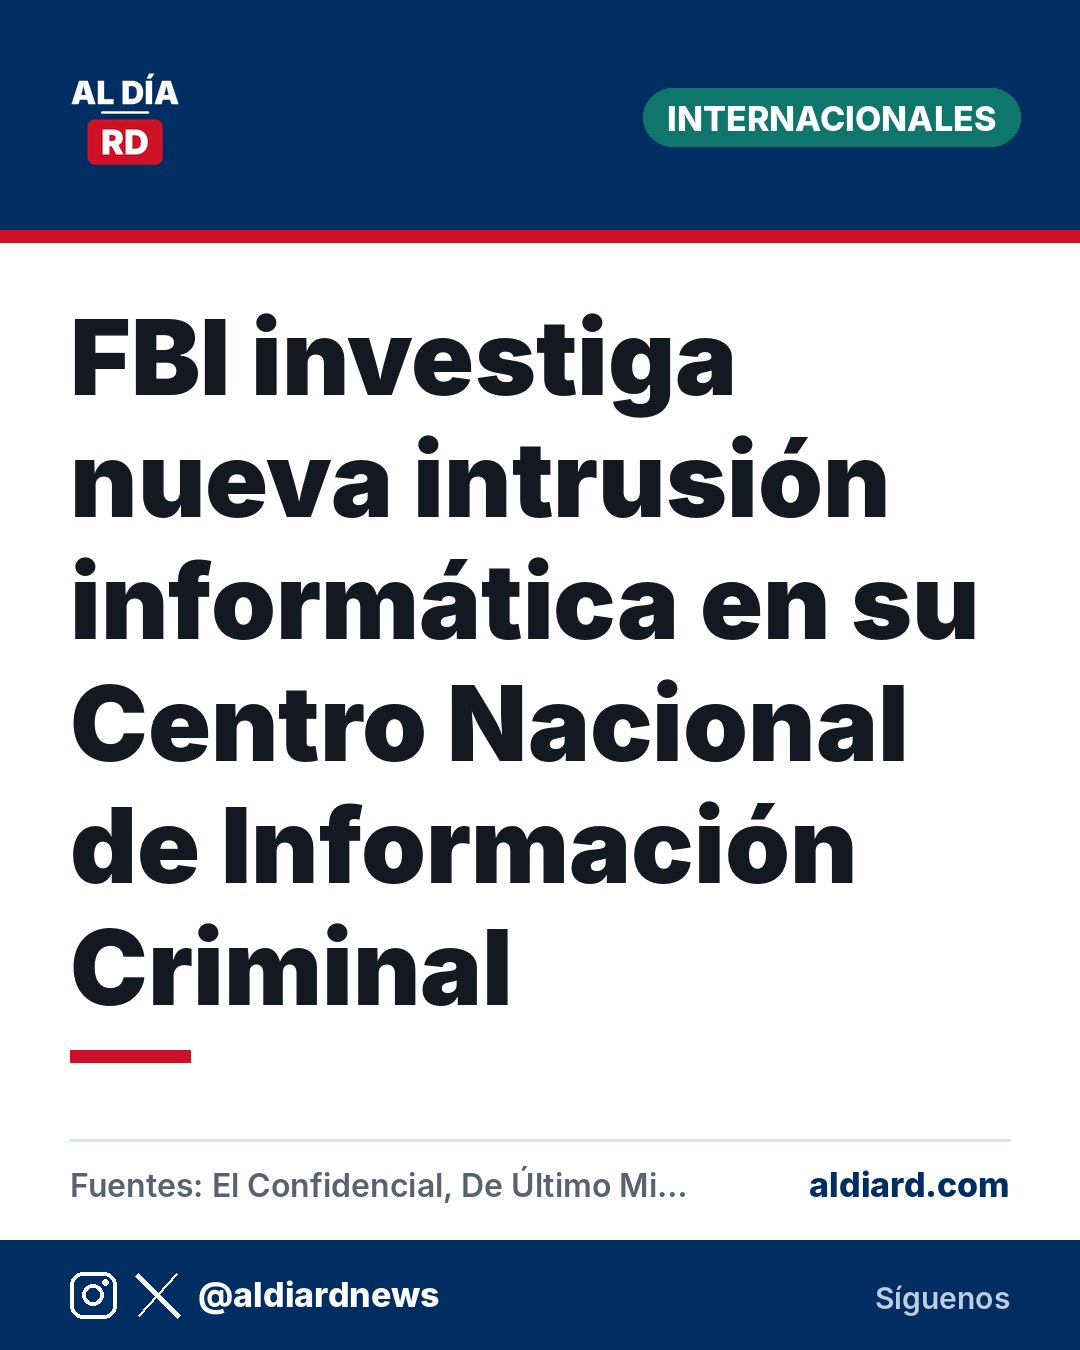 AL DÍA
RD
INTERNACIONALES
FBI investiga
nueva intrusión
informática en su
Centro Nacional
de Información
Criminal
Fuentes: El Confidencial, De Último Mi...
aldiard.com
@aldiardnews
Síguenos